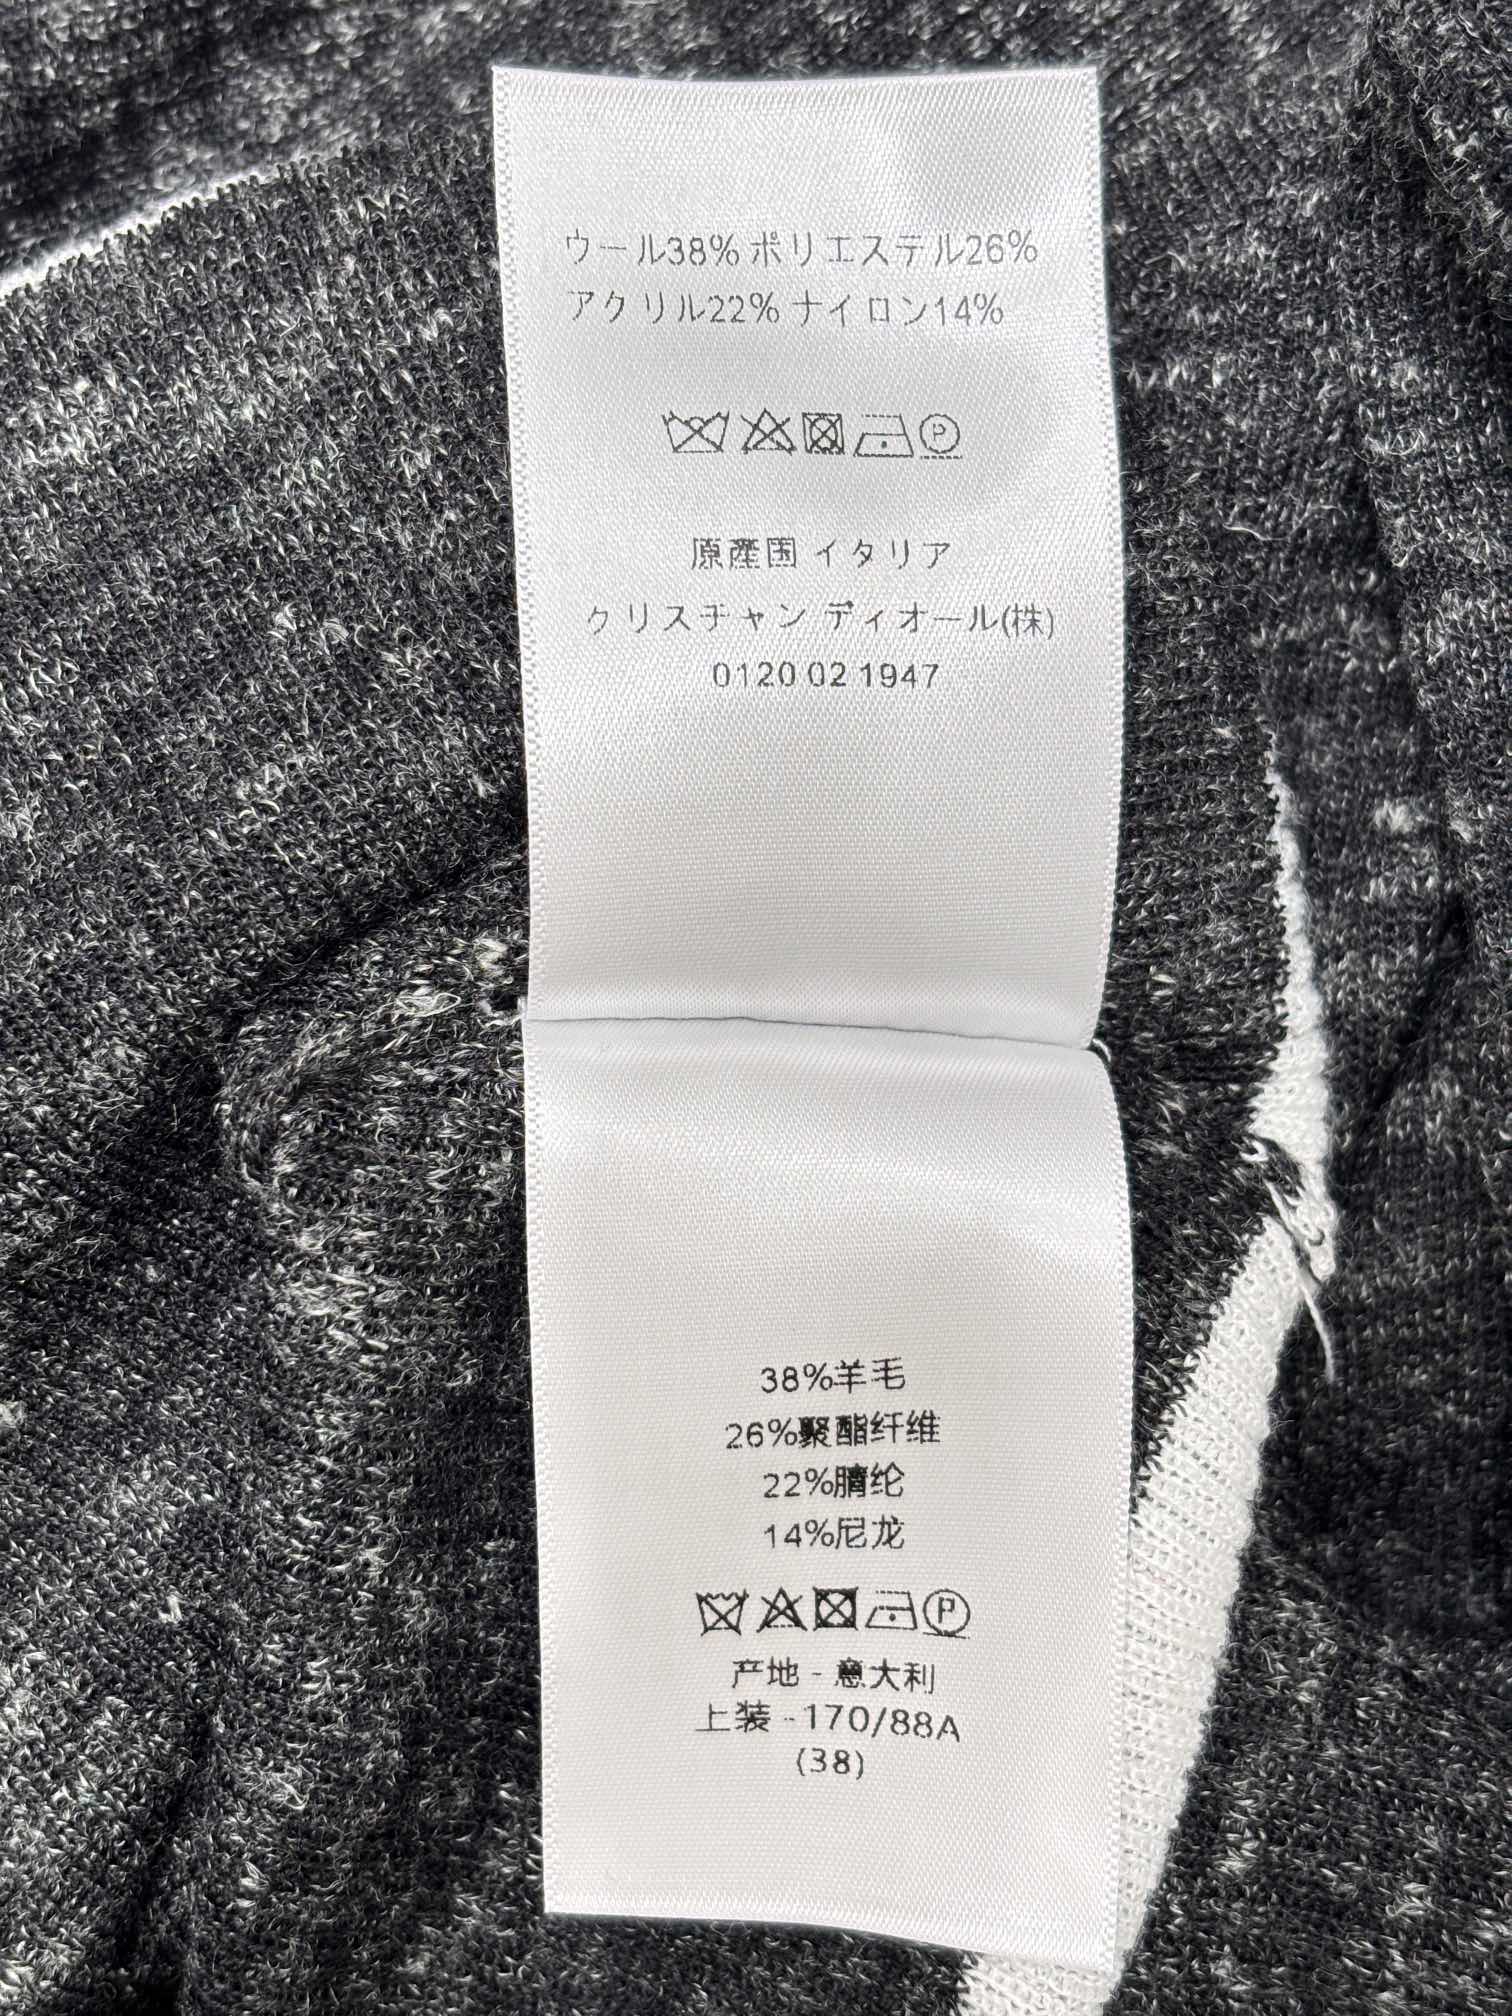 ウール38% ポリエステル26%
アクリル22% ナイロン14%
P
原産国 イタリア
クリスチャン ディオール(株)
0120 02 1947
38%羊毛
26%聚酯纤维
22%腈纶
14%尼龙
P
产地 - 意大利
上装 - 170/88A
(38)